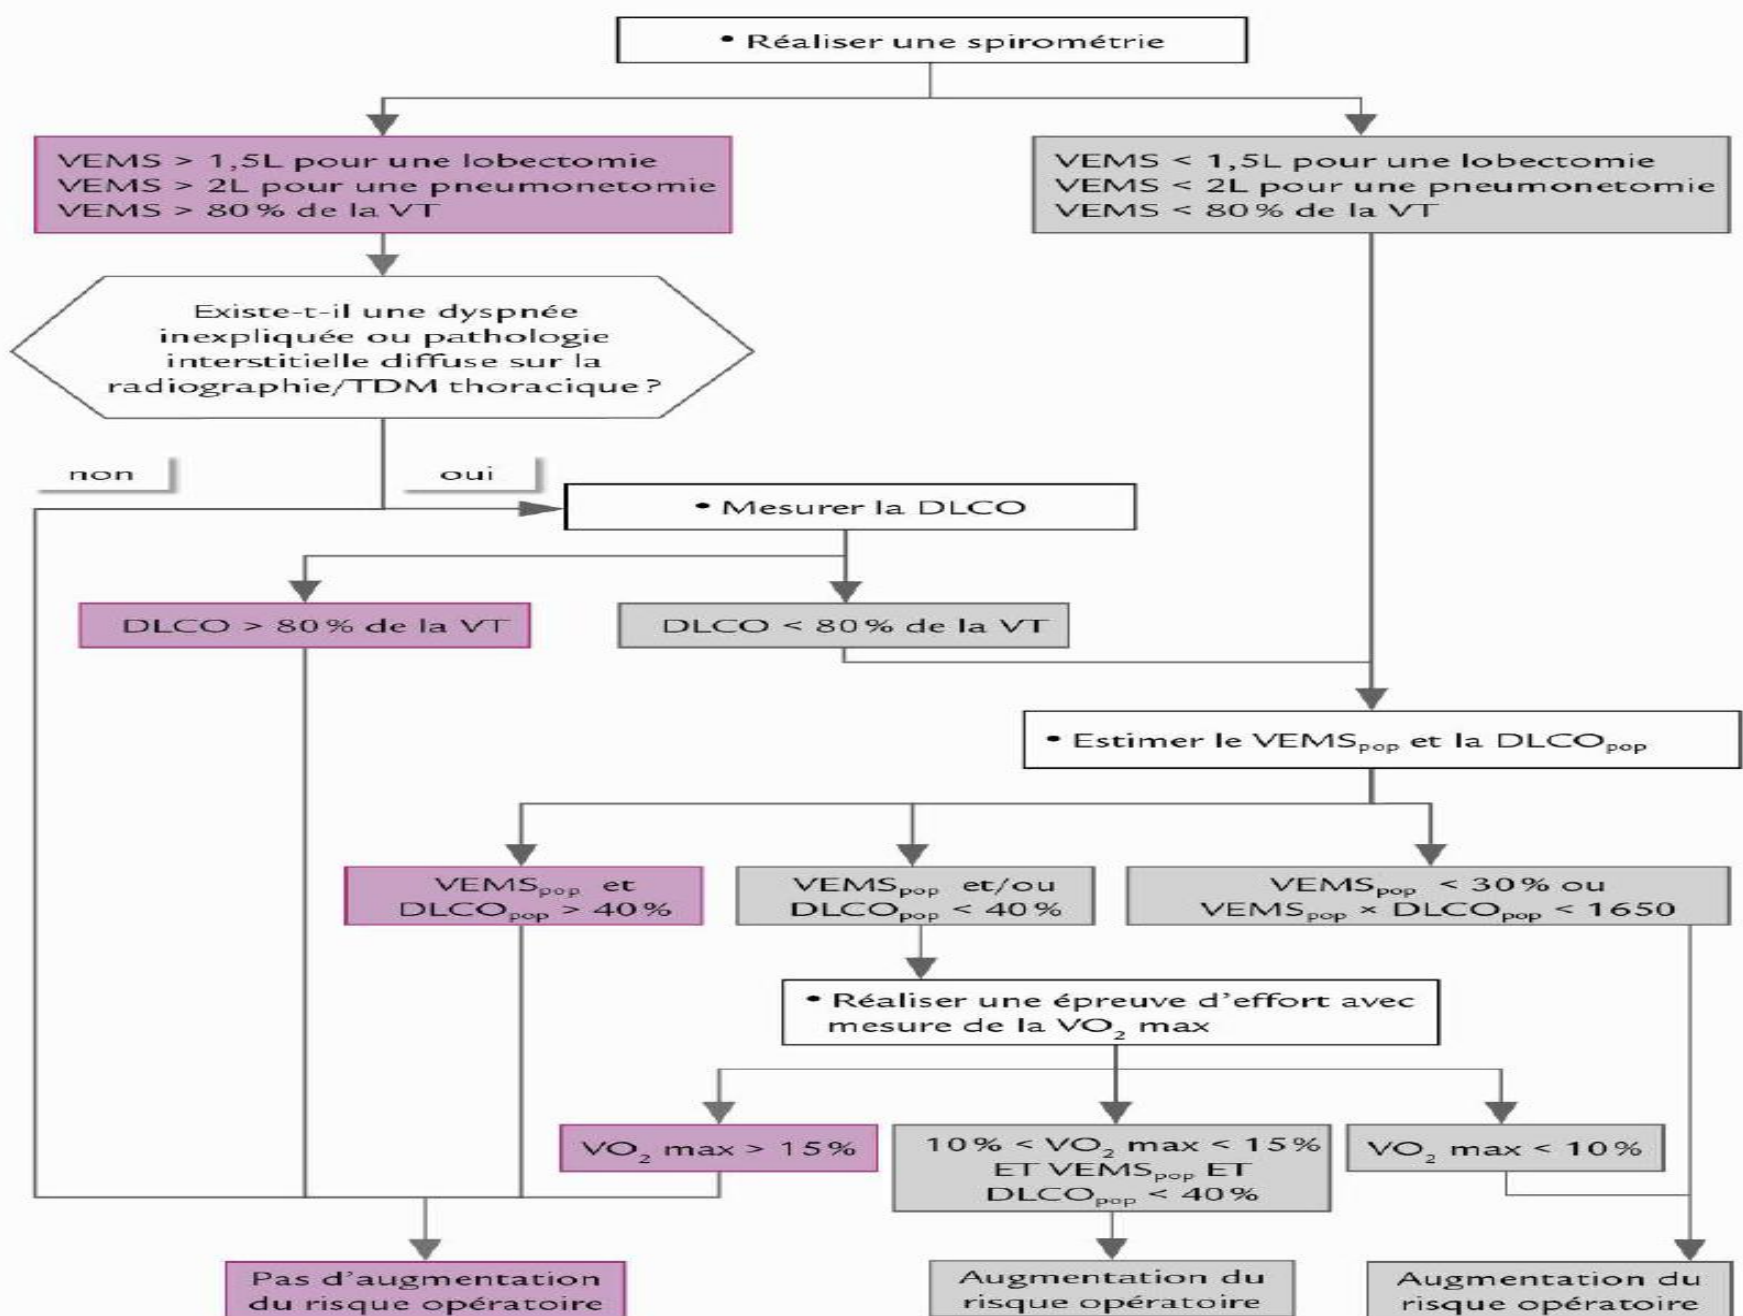 • Réaliser une spirométrie
VEMS > 1,5L pour une lobectomie
VEMS > 2L pour une pneumonetomie
VEMS > 80% de la VT
VEMS < 1,5L pour une lobectomie
VEMS < 2L pour une pneumonetomie
VEMS < 80% de la VT
Existe-t-il une dyspnée
inexpliquée ou pathologie
interstitielle diffuse sur la
radiographie/TDM thoracique ?
non
oui
• Mesurer la DLCO
DLCO > 80% de la VT
DLCO < 80% de la VT
• Estimer le VEMSpop et la DLCOpop
VEMSpop et
DLCOpop > 40%
VEMSpop et/ou
DLCOpop < 40%
VEMSpop < 30% ou
VEMSpop × DLCOpop < 1650
• Réaliser une épreuve d'effort avec
mesure de la VO2 max
VO2 max > 15%
10% < VO2 max < 15%
ET VEMSpop ET
DLCOpop < 40%
VO2 max < 10%
Pas d'augmentation
du risque opératoire
Augmentation du
risque opératoire
Augmentation du
risque opératoire